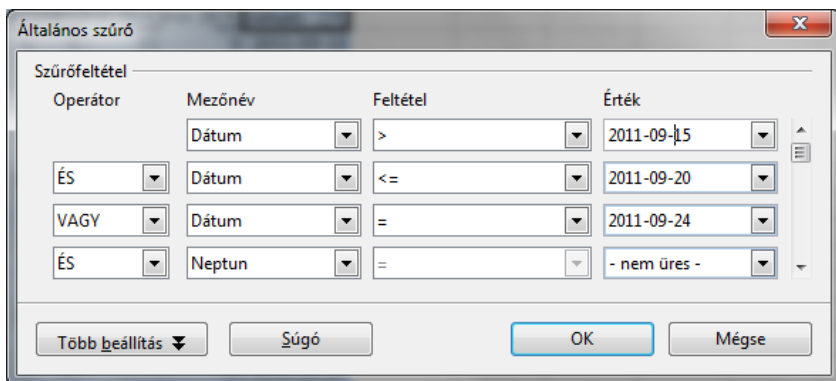 Általános szűrő
Szűrőfeltétel
Operátor Mezőnév Feltétel Érték
Dátum > 2011-09-15
ÉS Dátum <= 2011-09-20
VAGY Dátum = 2011-09-24
ÉS Neptun = - nem üres -
Több beállítás Súgó OK Mégse